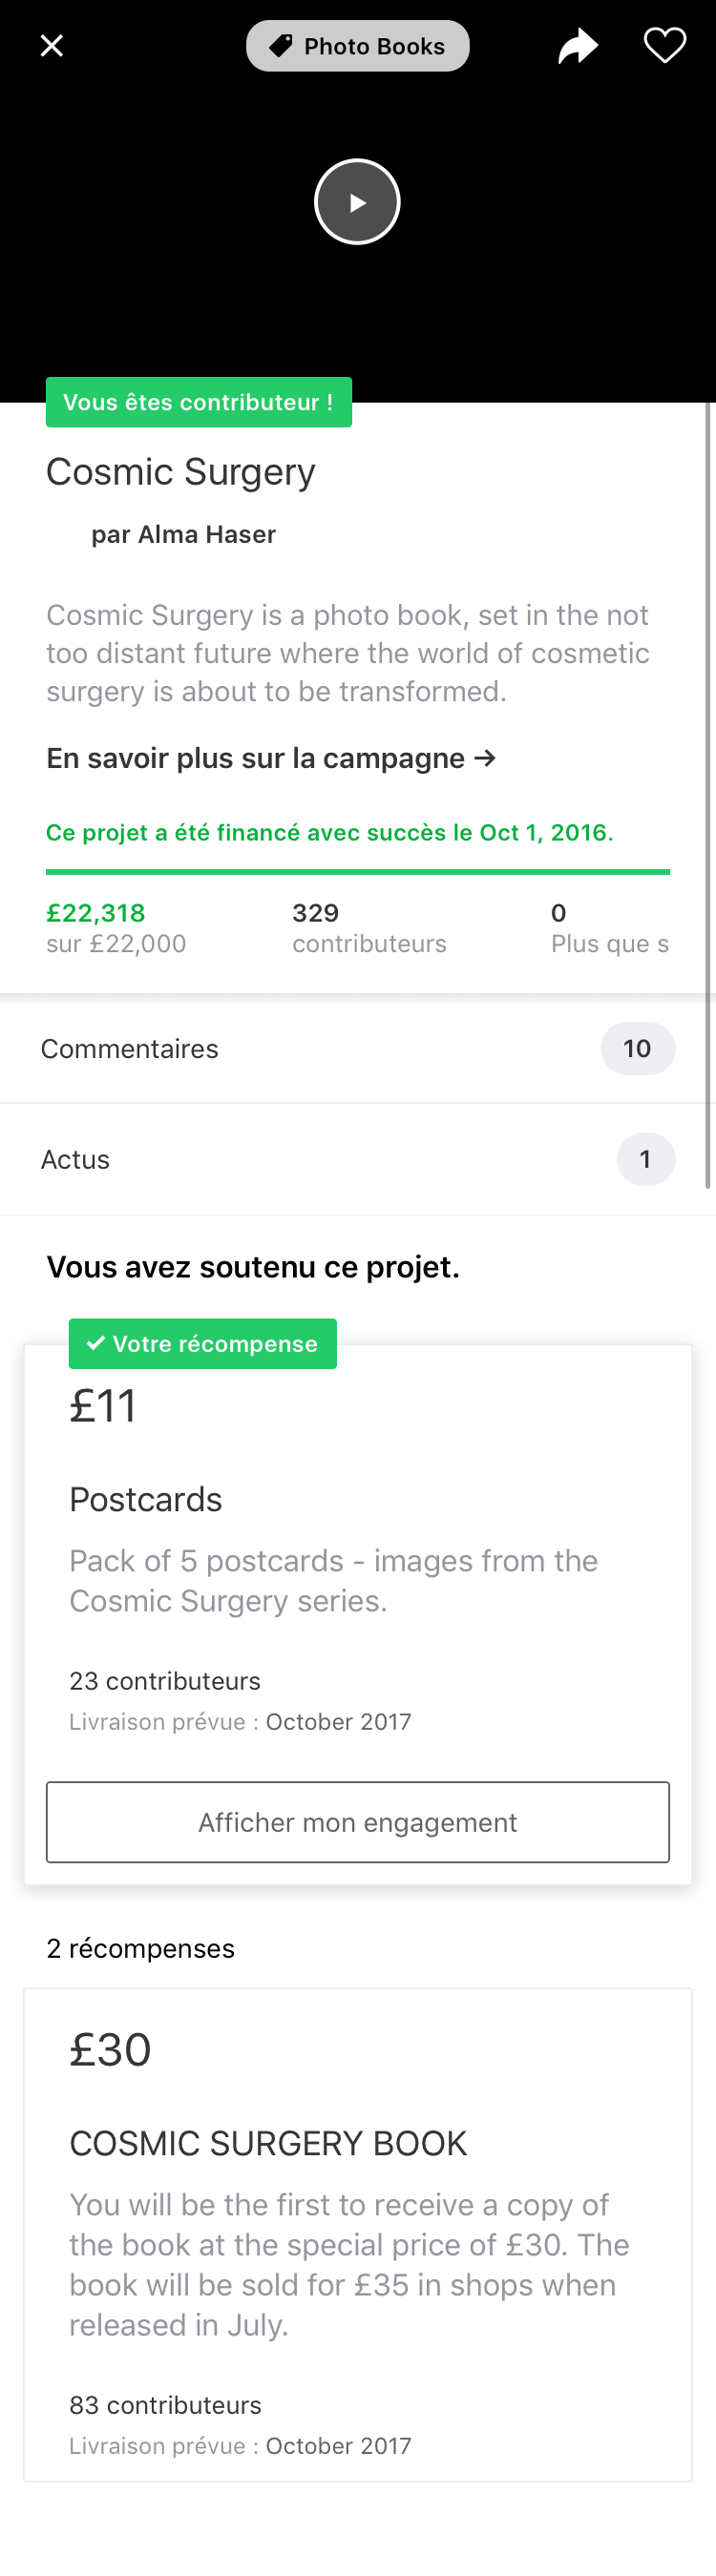 Photo Books
Vous êtes contributeur !
Cosmic Surgery
par Alma Haser
Cosmic Surgery is a photo book, set in the not
too distant future where the world of cosmetic
surgery is about to be transformed.
En savoir plus sur la campagne →
Ce projet a été financé avec succès le Oct 1, 2016.
£22,318
sur £22,000
329
contributeurs
0
Plus que s
Commentaires
10
Actus
1
Vous avez soutenu ce projet.
✓ Votre récompense
£11
Postcards
Pack of 5 postcards - images from the
Cosmic Surgery series.
23 contributeurs
Livraison prévue : October 2017
Afficher mon engagement
2 récompenses
£30
COSMIC SURGERY BOOK
You will be the first to receive a copy of
the book at the special price of £30. The
book will be sold for £35 in shops when
released in July.
83 contributeurs
Livraison prévue : October 2017